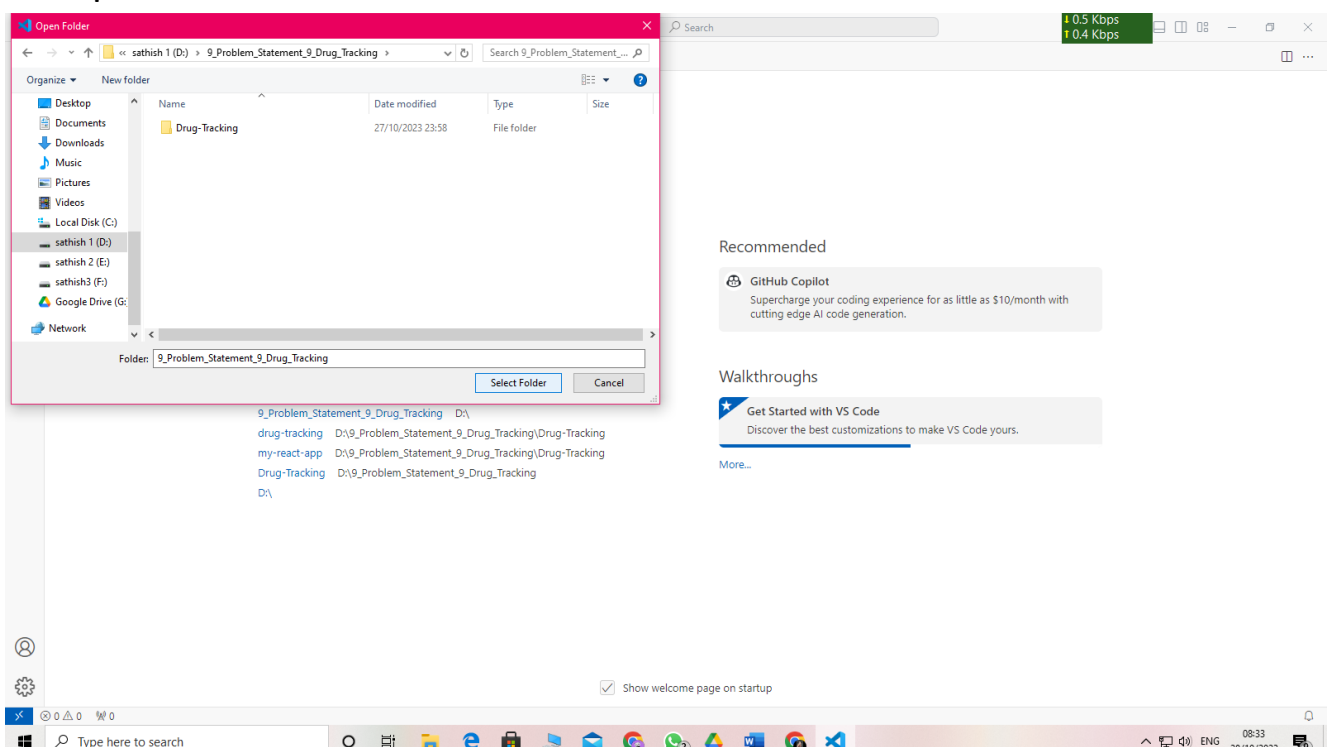 Open Folder
Search
↓ 0.5 Kbps
↑ 0.4 Kbps
« sathish 1 (D:) › 9_Problem_Statement_9_Drug_Tracking ›
Search 9_Problem_Statement_...
Organize
New folder
Name
Date modified
Type
Size
Drug-Tracking
27/10/2023 23:58
File folder
Desktop
Documents
Downloads
Music
Pictures
Videos
Local Disk (C:)
sathish 1 (D:)
sathish 2 (E:)
sathish3 (F:)
Google Drive (G:
Network
Folder: 9_Problem_Statement_9_Drug_Tracking
Select Folder
Cancel
9_Problem_Statement_9_Drug_Tracking D:\
drug-tracking D:\9_Problem_Statement_9_Drug_Tracking\Drug-Tracking
my-react-app D:\9_Problem_Statement_9_Drug_Tracking\Drug-Tracking
Drug-Tracking D:\9_Problem_Statement_9_Drug_Tracking
D:\
Recommended
GitHub Copilot
Supercharge your coding experience for as little as $10/month with
cutting edge AI code generation.
Walkthroughs
Get Started with VS Code
Discover the best customizations to make VS Code yours.
More...
Show welcome page on startup
0 0 0
Type here to search
ENG
08:33